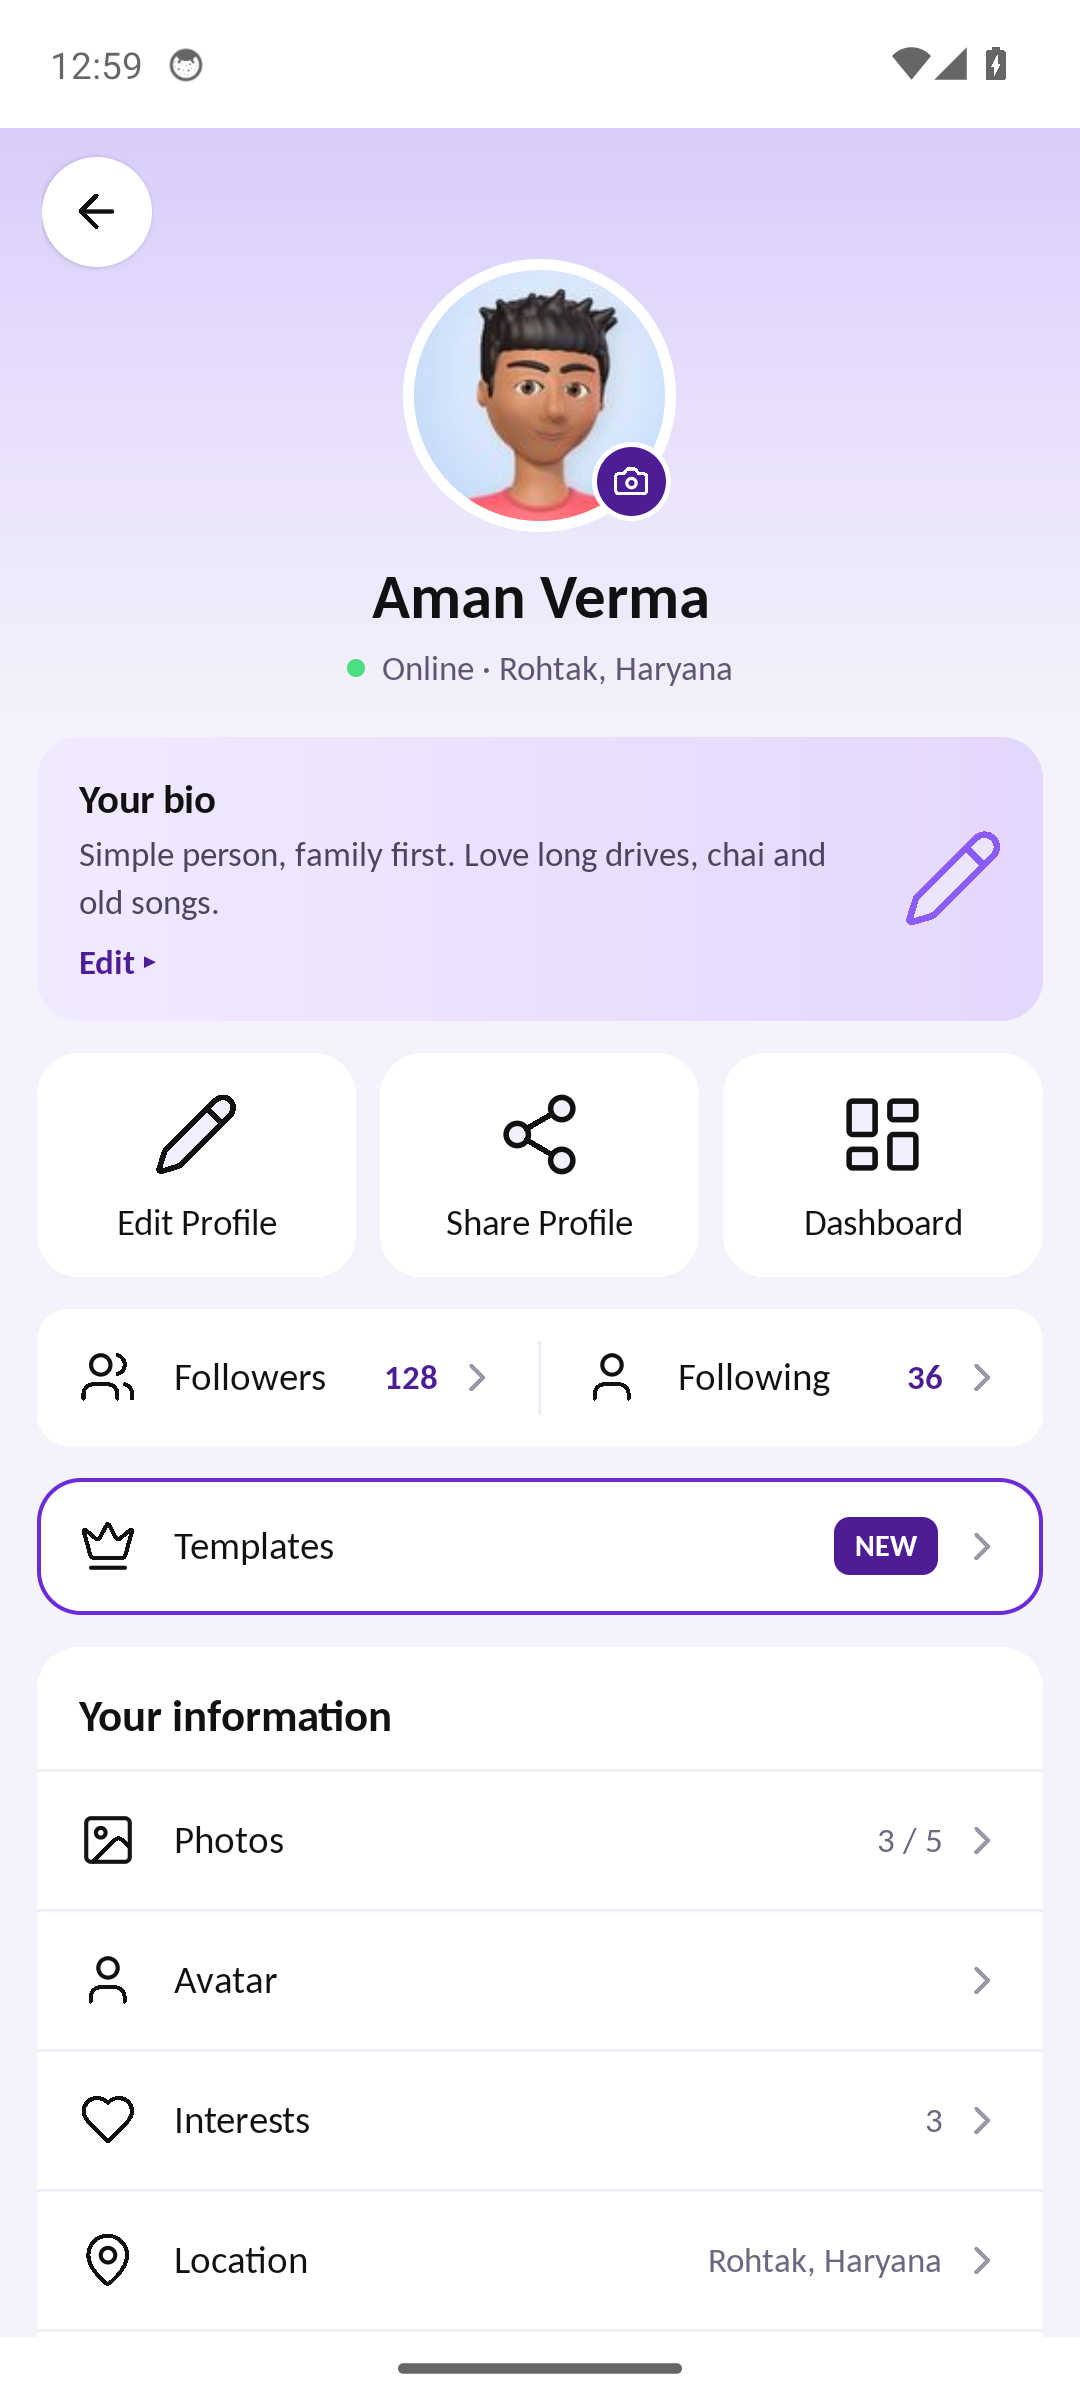 12:59
Aman Verma
Online · Rohtak, Haryana
Your bio
Simple person, family first. Love long drives, chai and
old songs.
Edit ▸
Edit Profile
Share Profile
Dashboard
Followers 128
Following 36
Templates NEW
Your information
Photos 3 / 5
Avatar
Interests 3
Location Rohtak, Haryana